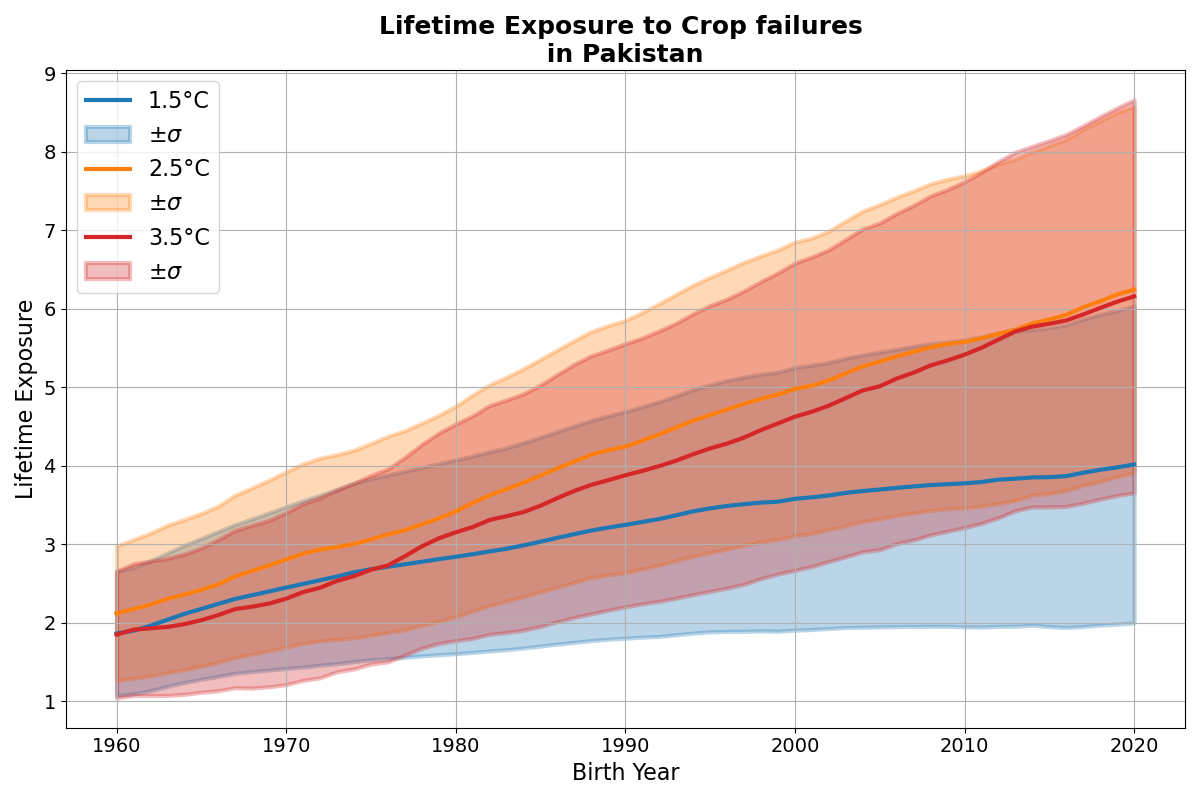 Lifetime Exposure to Crop failures
in Pakistan
9
8
7
6
5
4
3
2
1
Lifetime Exposure
1.5°C
±σ
2.5°C
±σ
3.5°C
±σ
1960 1970 1980 1990 2000 2010 2020
Birth Year